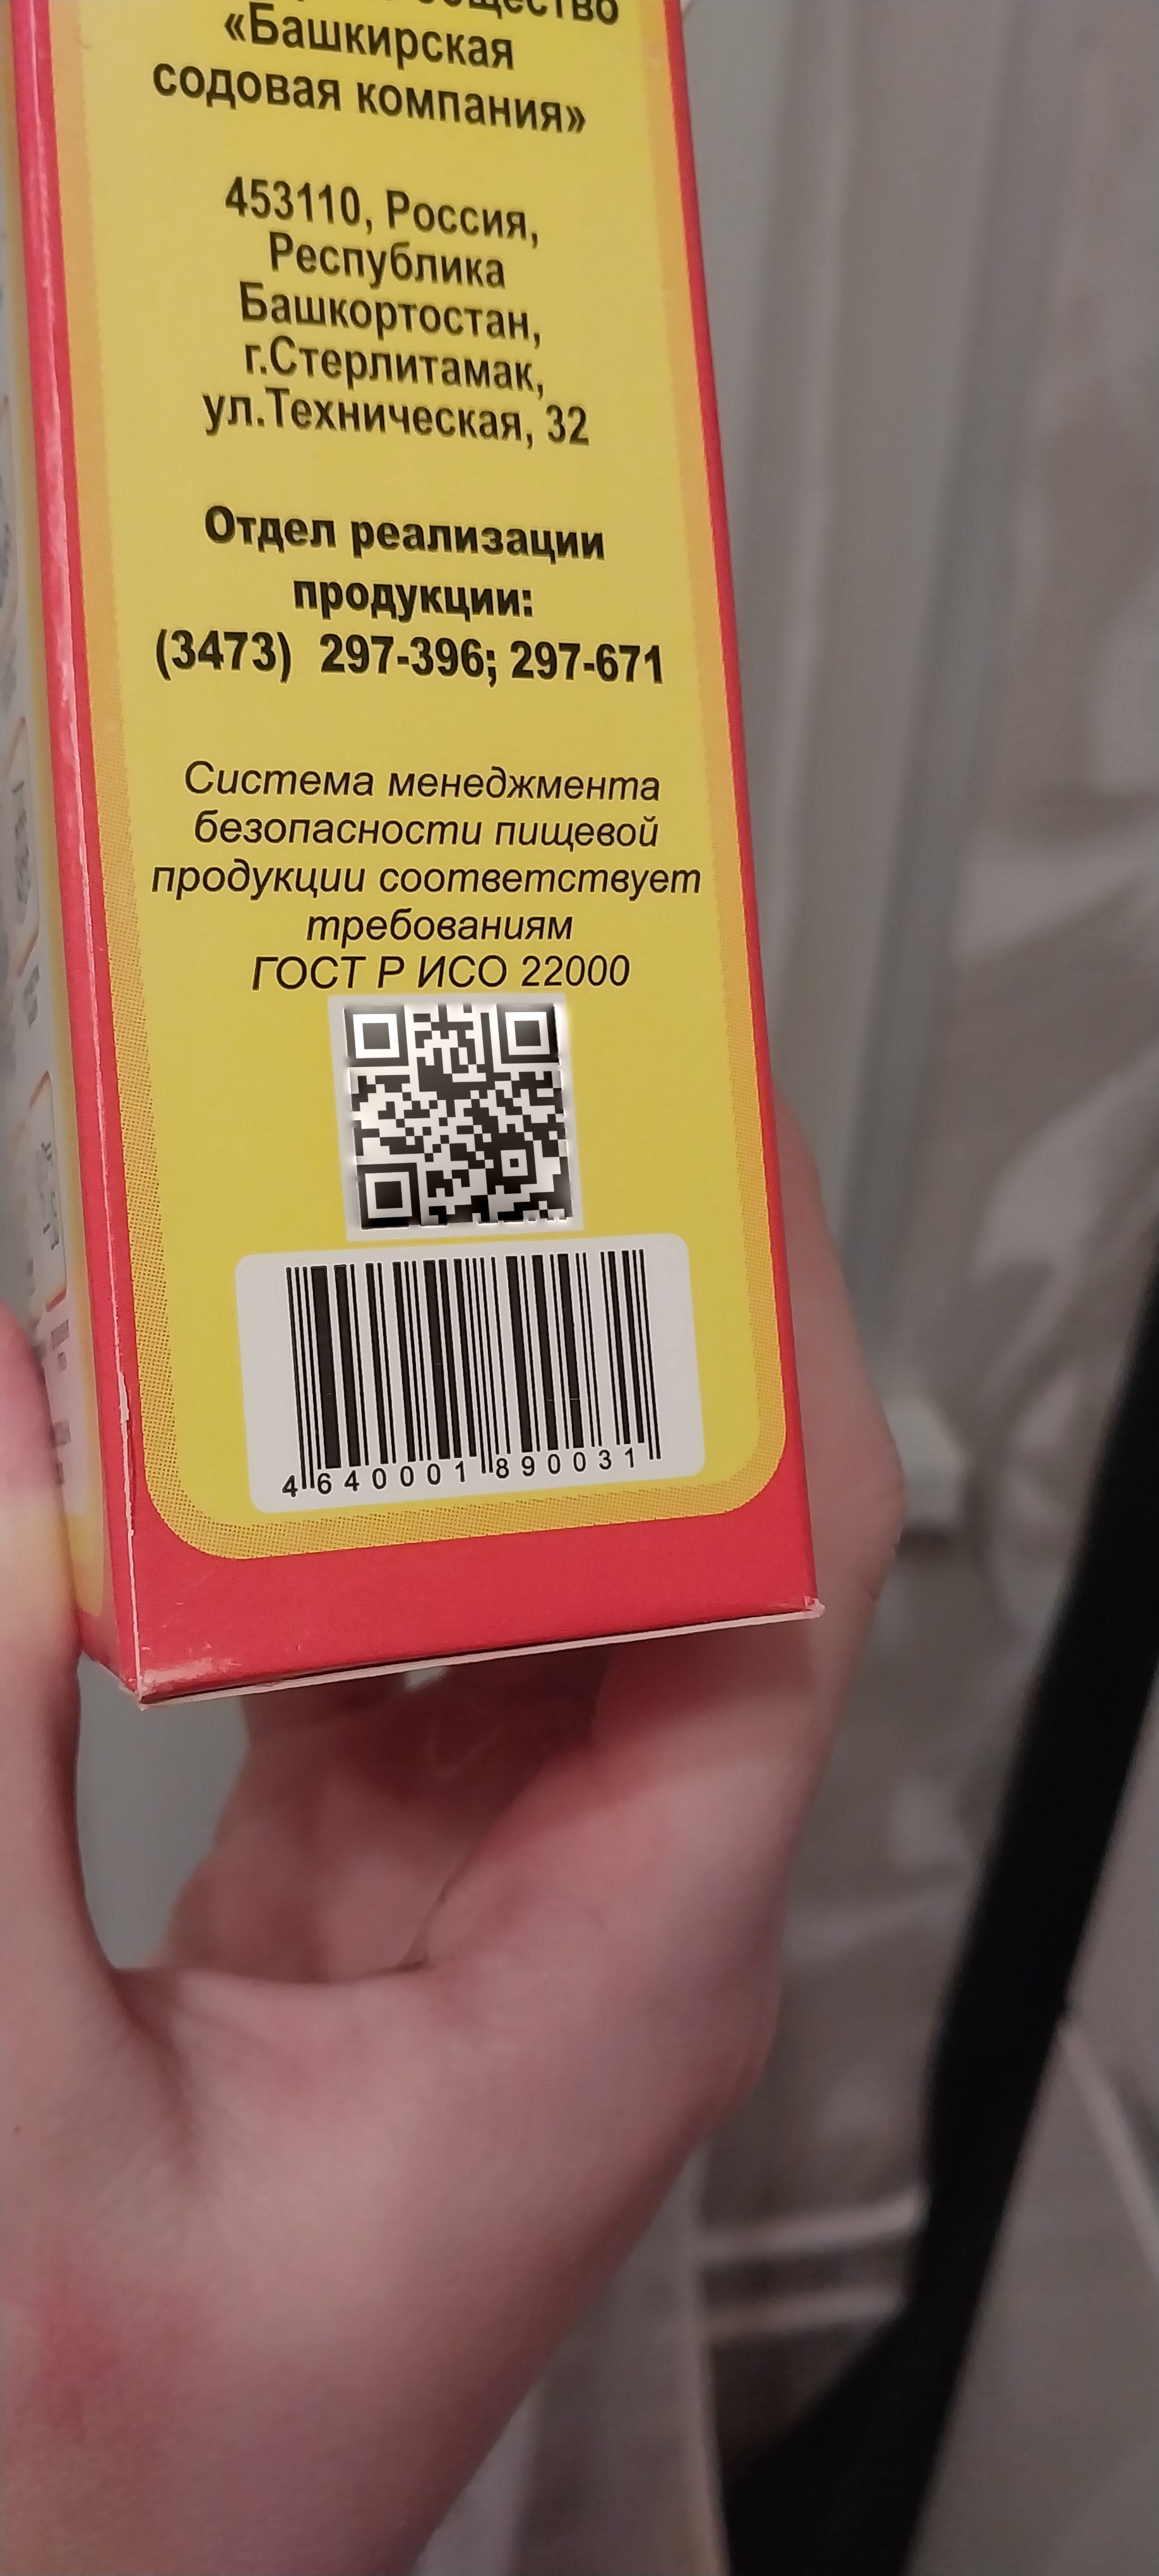 общество
«Башкирская
содовая компания»
453110, Россия,
Республика
Башкортостан,
г.Стерлитамак,
ул.Техническая, 32
Отдел реализации
продукции:
(3473) 297-396; 297-671
Система менеджмента
безопасности пищевой
продукции соответствует
требованиям
ГОСТ Р ИСО 22000
4 640001 890031